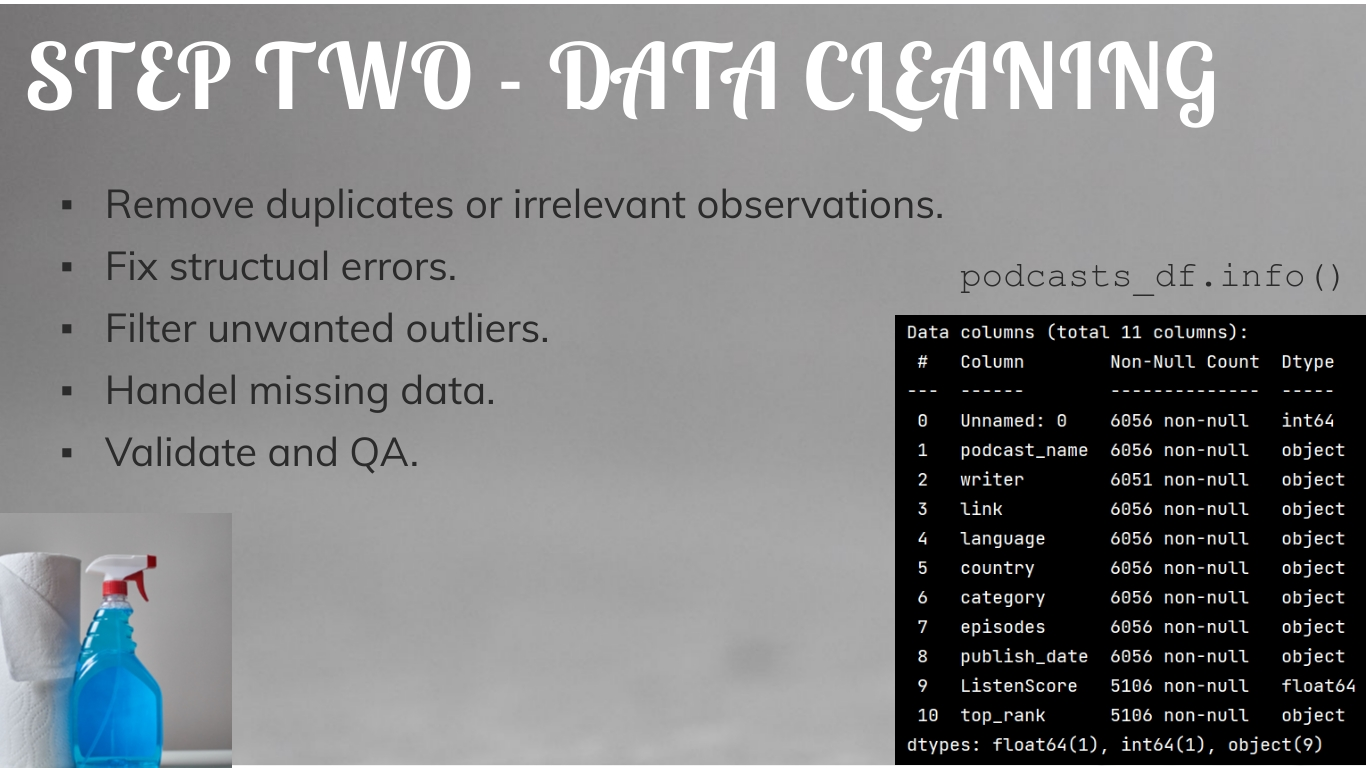 STEP TWO - DATA CLEANING
▪ Remove duplicates or irrelevant observations.
▪ Fix structual errors.
▪ Filter unwanted outliers.
▪ Handel missing data.
▪ Validate and QA.
podcasts_df.info()
Data columns (total 11 columns):
 #   Column        Non-Null Count  Dtype
---  ------        --------------  -----
 0   Unnamed: 0    6056 non-null   int64
 1   podcast_name  6056 non-null   object
 2   writer        6051 non-null   object
 3   link          6056 non-null   object
 4   language      6056 non-null   object
 5   country       6056 non-null   object
 6   category      6056 non-null   object
 7   episodes      6056 non-null   object
 8   publish_date  6056 non-null   object
 9   ListenScore   5106 non-null   float64
 10  top_rank      5106 non-null   object
dtypes: float64(1), int64(1), object(9)